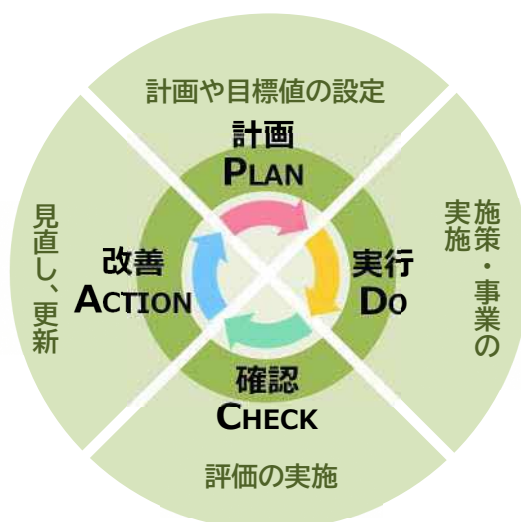 計画や目標値の設定
計画
PLAN
施策・事業の
実施
実行
DO
確認
CHECK
評価の実施
改善
ACTION
見直し、更新